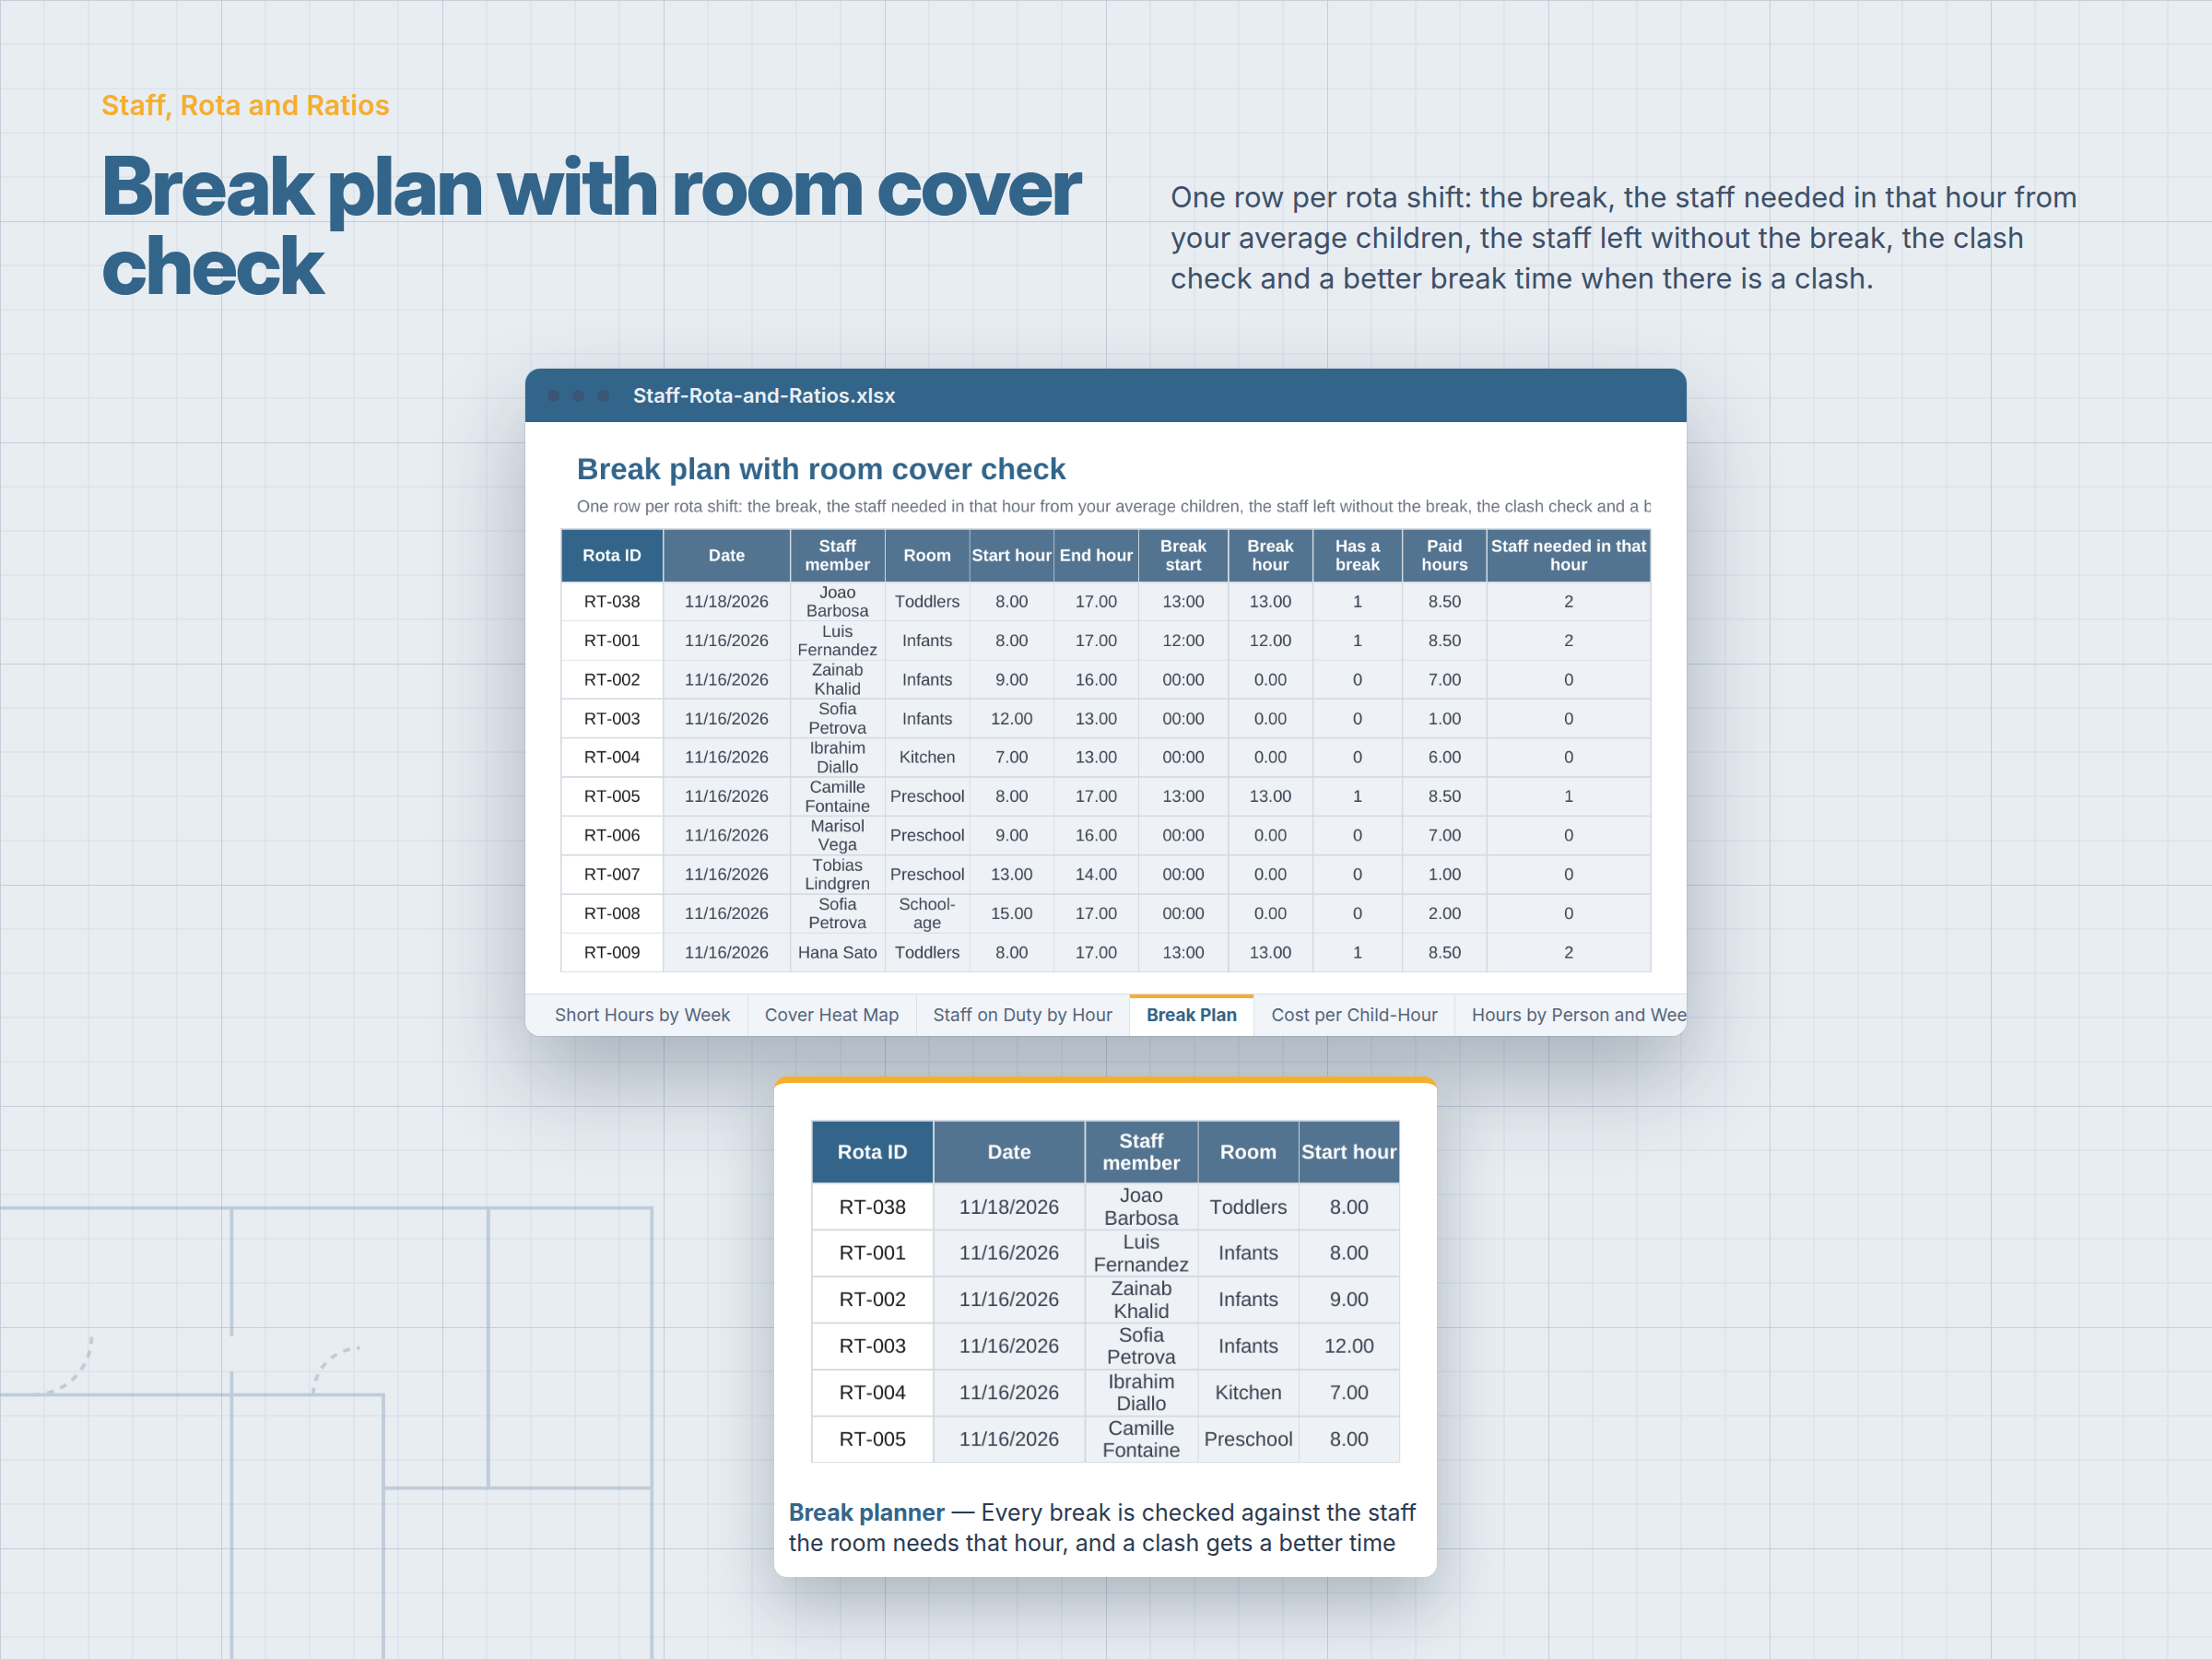 Staff, Rota and Ratios
Break plan with room cover
check
One row per rota shift: the break, the staff needed in that hour from
your average children, the staff left without the break, the clash
check and a better break time when there is a clash.
Staff-Rota-and-Ratios.xlsx
Break plan with room cover check
One row per rota shift: the break, the staff needed in that hour from your average children, the staff left without the break, the clash check and a b
Rota ID Date Staff member Room Start hour End hour Break start Break hour Has a break Paid hours Staff needed in that hour
RT-038 11/18/2026 Joao Barbosa Toddlers 8.00 17.00 13:00 13.00 1 8.50 2
RT-001 11/16/2026 Luis Fernandez Infants 8.00 17.00 12:00 12.00 1 8.50 2
RT-002 11/16/2026 Zainab Khalid Infants 9.00 16.00 00:00 0.00 0 7.00 0
RT-003 11/16/2026 Sofia Petrova Infants 12.00 13.00 00:00 0.00 0 1.00 0
RT-004 11/16/2026 Ibrahim Diallo Kitchen 7.00 13.00 00:00 0.00 0 6.00 0
RT-005 11/16/2026 Camille Fontaine Preschool 8.00 17.00 13:00 13.00 1 8.50 1
RT-006 11/16/2026 Marisol Vega Preschool 9.00 16.00 00:00 0.00 0 7.00 0
RT-007 11/16/2026 Tobias Lindgren Preschool 13.00 14.00 00:00 0.00 0 1.00 0
RT-008 11/16/2026 Sofia Petrova School-age 15.00 17.00 00:00 0.00 0 2.00 0
RT-009 11/16/2026 Hana Sato Toddlers 8.00 17.00 13:00 13.00 1 8.50 2
Short Hours by Week Cover Heat Map Staff on Duty by Hour Break Plan Cost per Child-Hour Hours by Person and Wee
Rota ID Date Staff member Room Start hour
RT-038 11/18/2026 Joao Barbosa Toddlers 8.00
RT-001 11/16/2026 Luis Fernandez Infants 8.00
RT-002 11/16/2026 Zainab Khalid Infants 9.00
RT-003 11/16/2026 Sofia Petrova Infants 12.00
RT-004 11/16/2026 Ibrahim Diallo Kitchen 7.00
RT-005 11/16/2026 Camille Fontaine Preschool 8.00
Break planner — Every break is checked against the staff
the room needs that hour, and a clash gets a better time